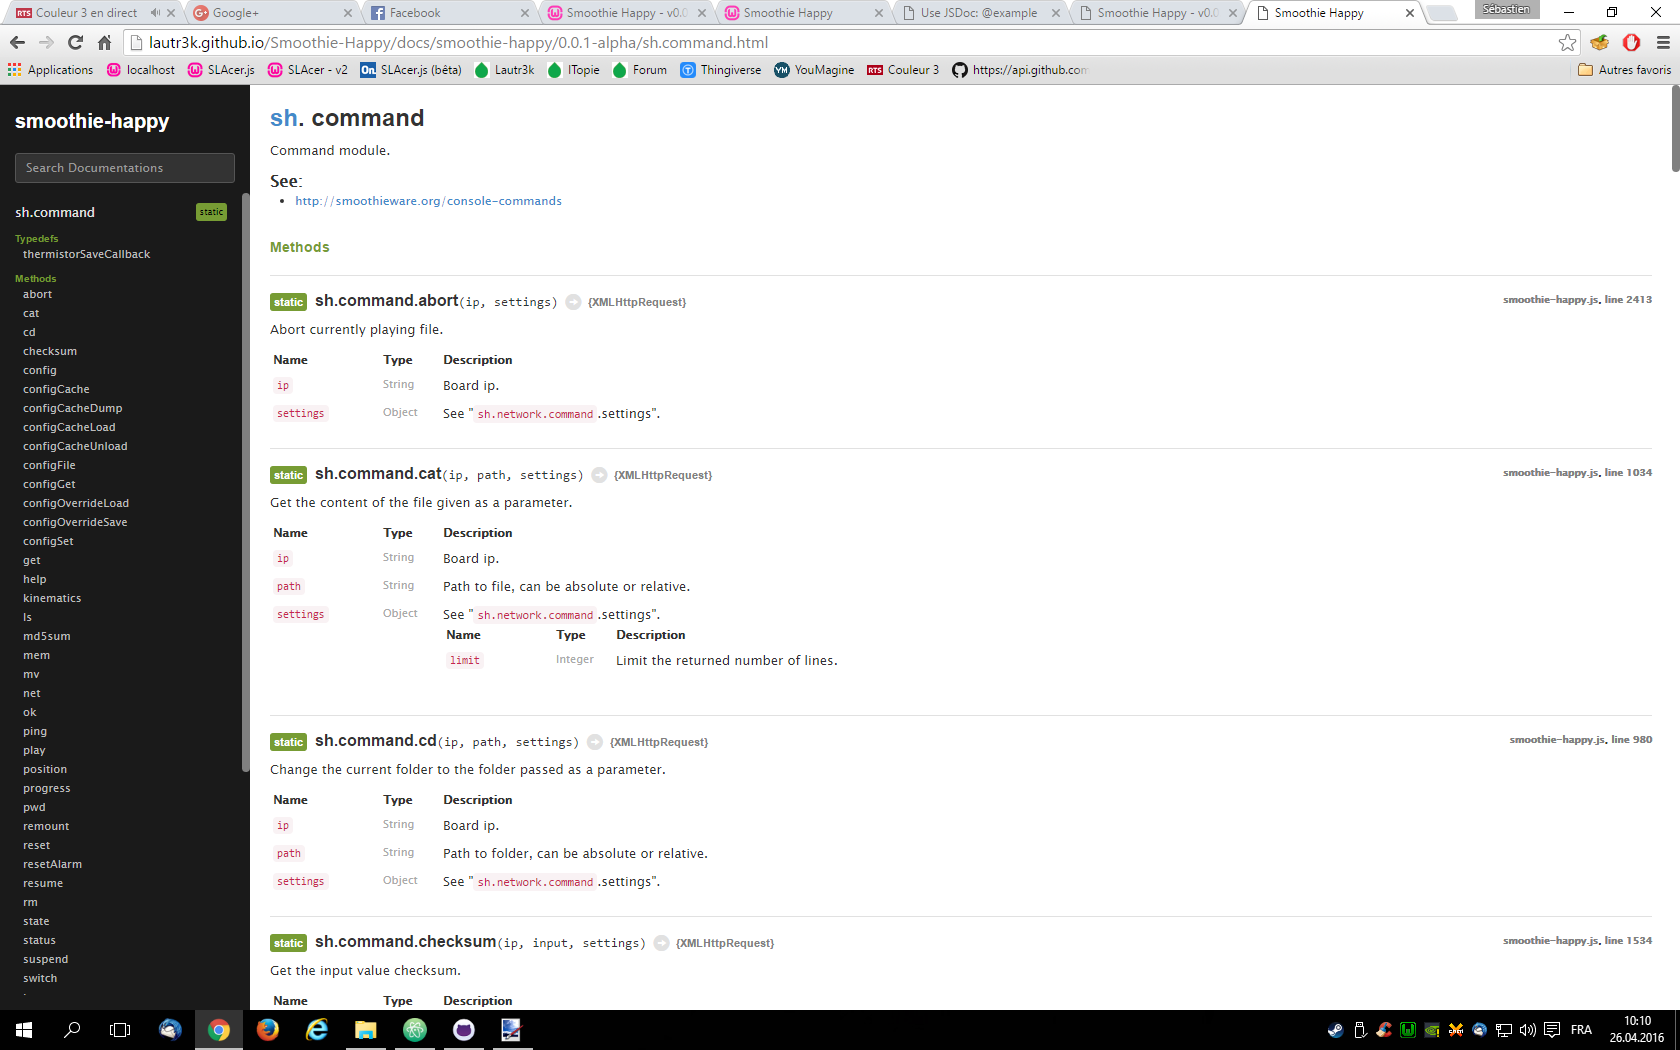 Couleur 3 en direct
Google+
Facebook
Smoothie Happy - v0.0
Smoothie Happy
Use JSDoc: @example
Smoothie Happy - v0.0
Smoothie Happy
Sébastien
lautr3k.github.io/Smoothie-Happy/docs/smoothie-happy/0.0.1-alpha/sh.command.html
Applications
localhost
SLAcer.js
SLAcer - v2
SLAcer.js (bêta)
Lautr3k
ITopie
Forum
Thingiverse
YouMagine
Couleur 3
https://api.github.com
Autres favoris
smoothie-happy
Search Documentations
sh.command
static
Typedefs
thermistorSaveCallback
Methods
abort
cat
cd
checksum
config
configCache
configCacheDump
configCacheLoad
configCacheUnload
configFile
configGet
configOverrideLoad
configOverrideSave
configSet
get
help
kinematics
ls
md5sum
mem
mv
net
ok
ping
play
position
progress
pwd
remount
reset
resetAlarm
resume
rm
state
status
suspend
switch
sh. command
Command module.
See:
http://smoothieware.org/console-commands
Methods
static sh.command.abort(ip, settings) {XMLHttpRequest}
smoothie-happy.js, line 2413
Abort currently playing file.
Name Type Description
ip String Board ip.
settings Object See "sh.network.command.settings".
static sh.command.cat(ip, path, settings) {XMLHttpRequest}
smoothie-happy.js, line 1034
Get the content of the file given as a parameter.
Name Type Description
ip String Board ip.
path String Path to file, can be absolute or relative.
settings Object See "sh.network.command.settings".
Name Type Description
limit Integer Limit the returned number of lines.
static sh.command.cd(ip, path, settings) {XMLHttpRequest}
smoothie-happy.js, line 980
Change the current folder to the folder passed as a parameter.
Name Type Description
ip String Board ip.
path String Path to folder, can be absolute or relative.
settings Object See "sh.network.command.settings".
static sh.command.checksum(ip, input, settings) {XMLHttpRequest}
smoothie-happy.js, line 1534
Get the input value checksum.
Name Type Description
FRA
10:10
26.04.2016